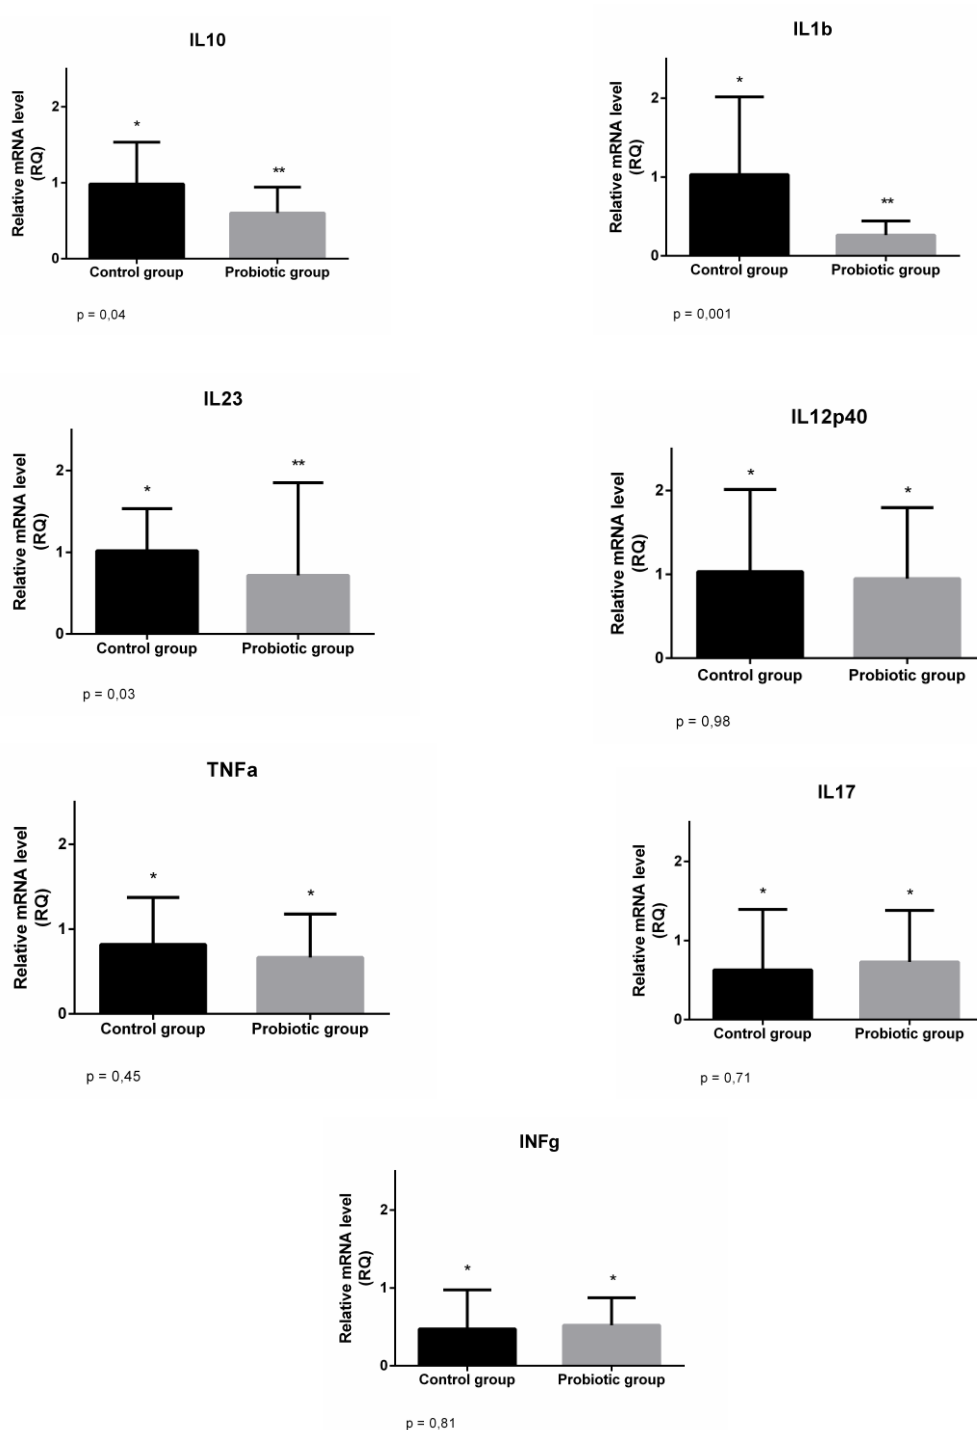 IL10
Relative mRNA level
(RQ)
2
*
**
1
0
Control group
Probiotic group
p = 0,04
IL1b
Relative mRNA level
(RQ)
2
*
**
1
0
Control group
Probiotic group
p = 0,001
IL23
Relative mRNA level
(RQ)
2
*
**
1
0
Control group
Probiotic group
p = 0,03
IL12p40
Relative mRNA level
(RQ)
2
*
*
1
0
Control group
Probiotic group
p = 0,98
TNFa
Relative mRNA level
(RQ)
2
*
*
1
0
Control group
Probiotic group
p = 0,45
IL17
Relative mRNA level
(RQ)
2
*
*
1
0
Control group
Probiotic group
p = 0,71
INFg
Relative mRNA level
(RQ)
2
*
*
1
0
Control group
Probiotic group
p = 0,81